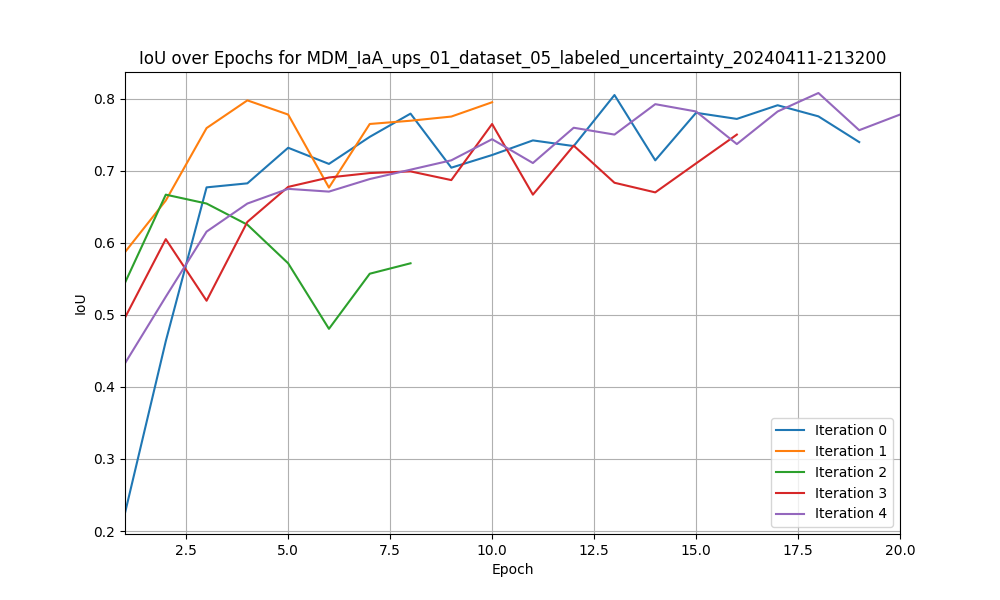 IoU over Epochs for MDM_IaA_ups_01_dataset_05_labeled_uncertainty_20240411-213200
0.8
0.7
0.6
0.5
0.4
0.3
0.2
IoU
2.5 5.0 7.5 10.0 12.5 15.0 17.5 20.0
Epoch
Iteration 0
Iteration 1
Iteration 2
Iteration 3
Iteration 4